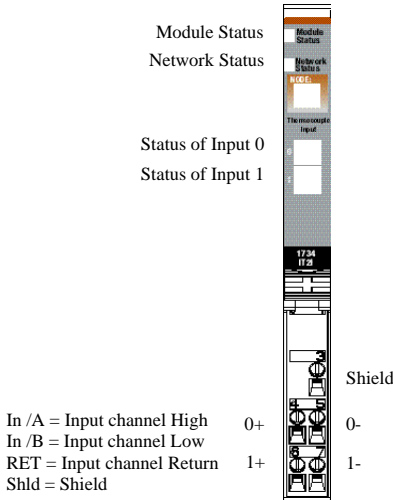 Module Status
Module
Status
Network Status
Network
Status
NODE:
Thermocouple
Input
Status of Input 0
0
Status of Input 1
1
1734
IT2I
3
Shield
4 5
In /A = Input channel High
0+
0-
In /B = Input channel Low
6 7
RET = Input channel Return
1+
1-
Shld = Shield